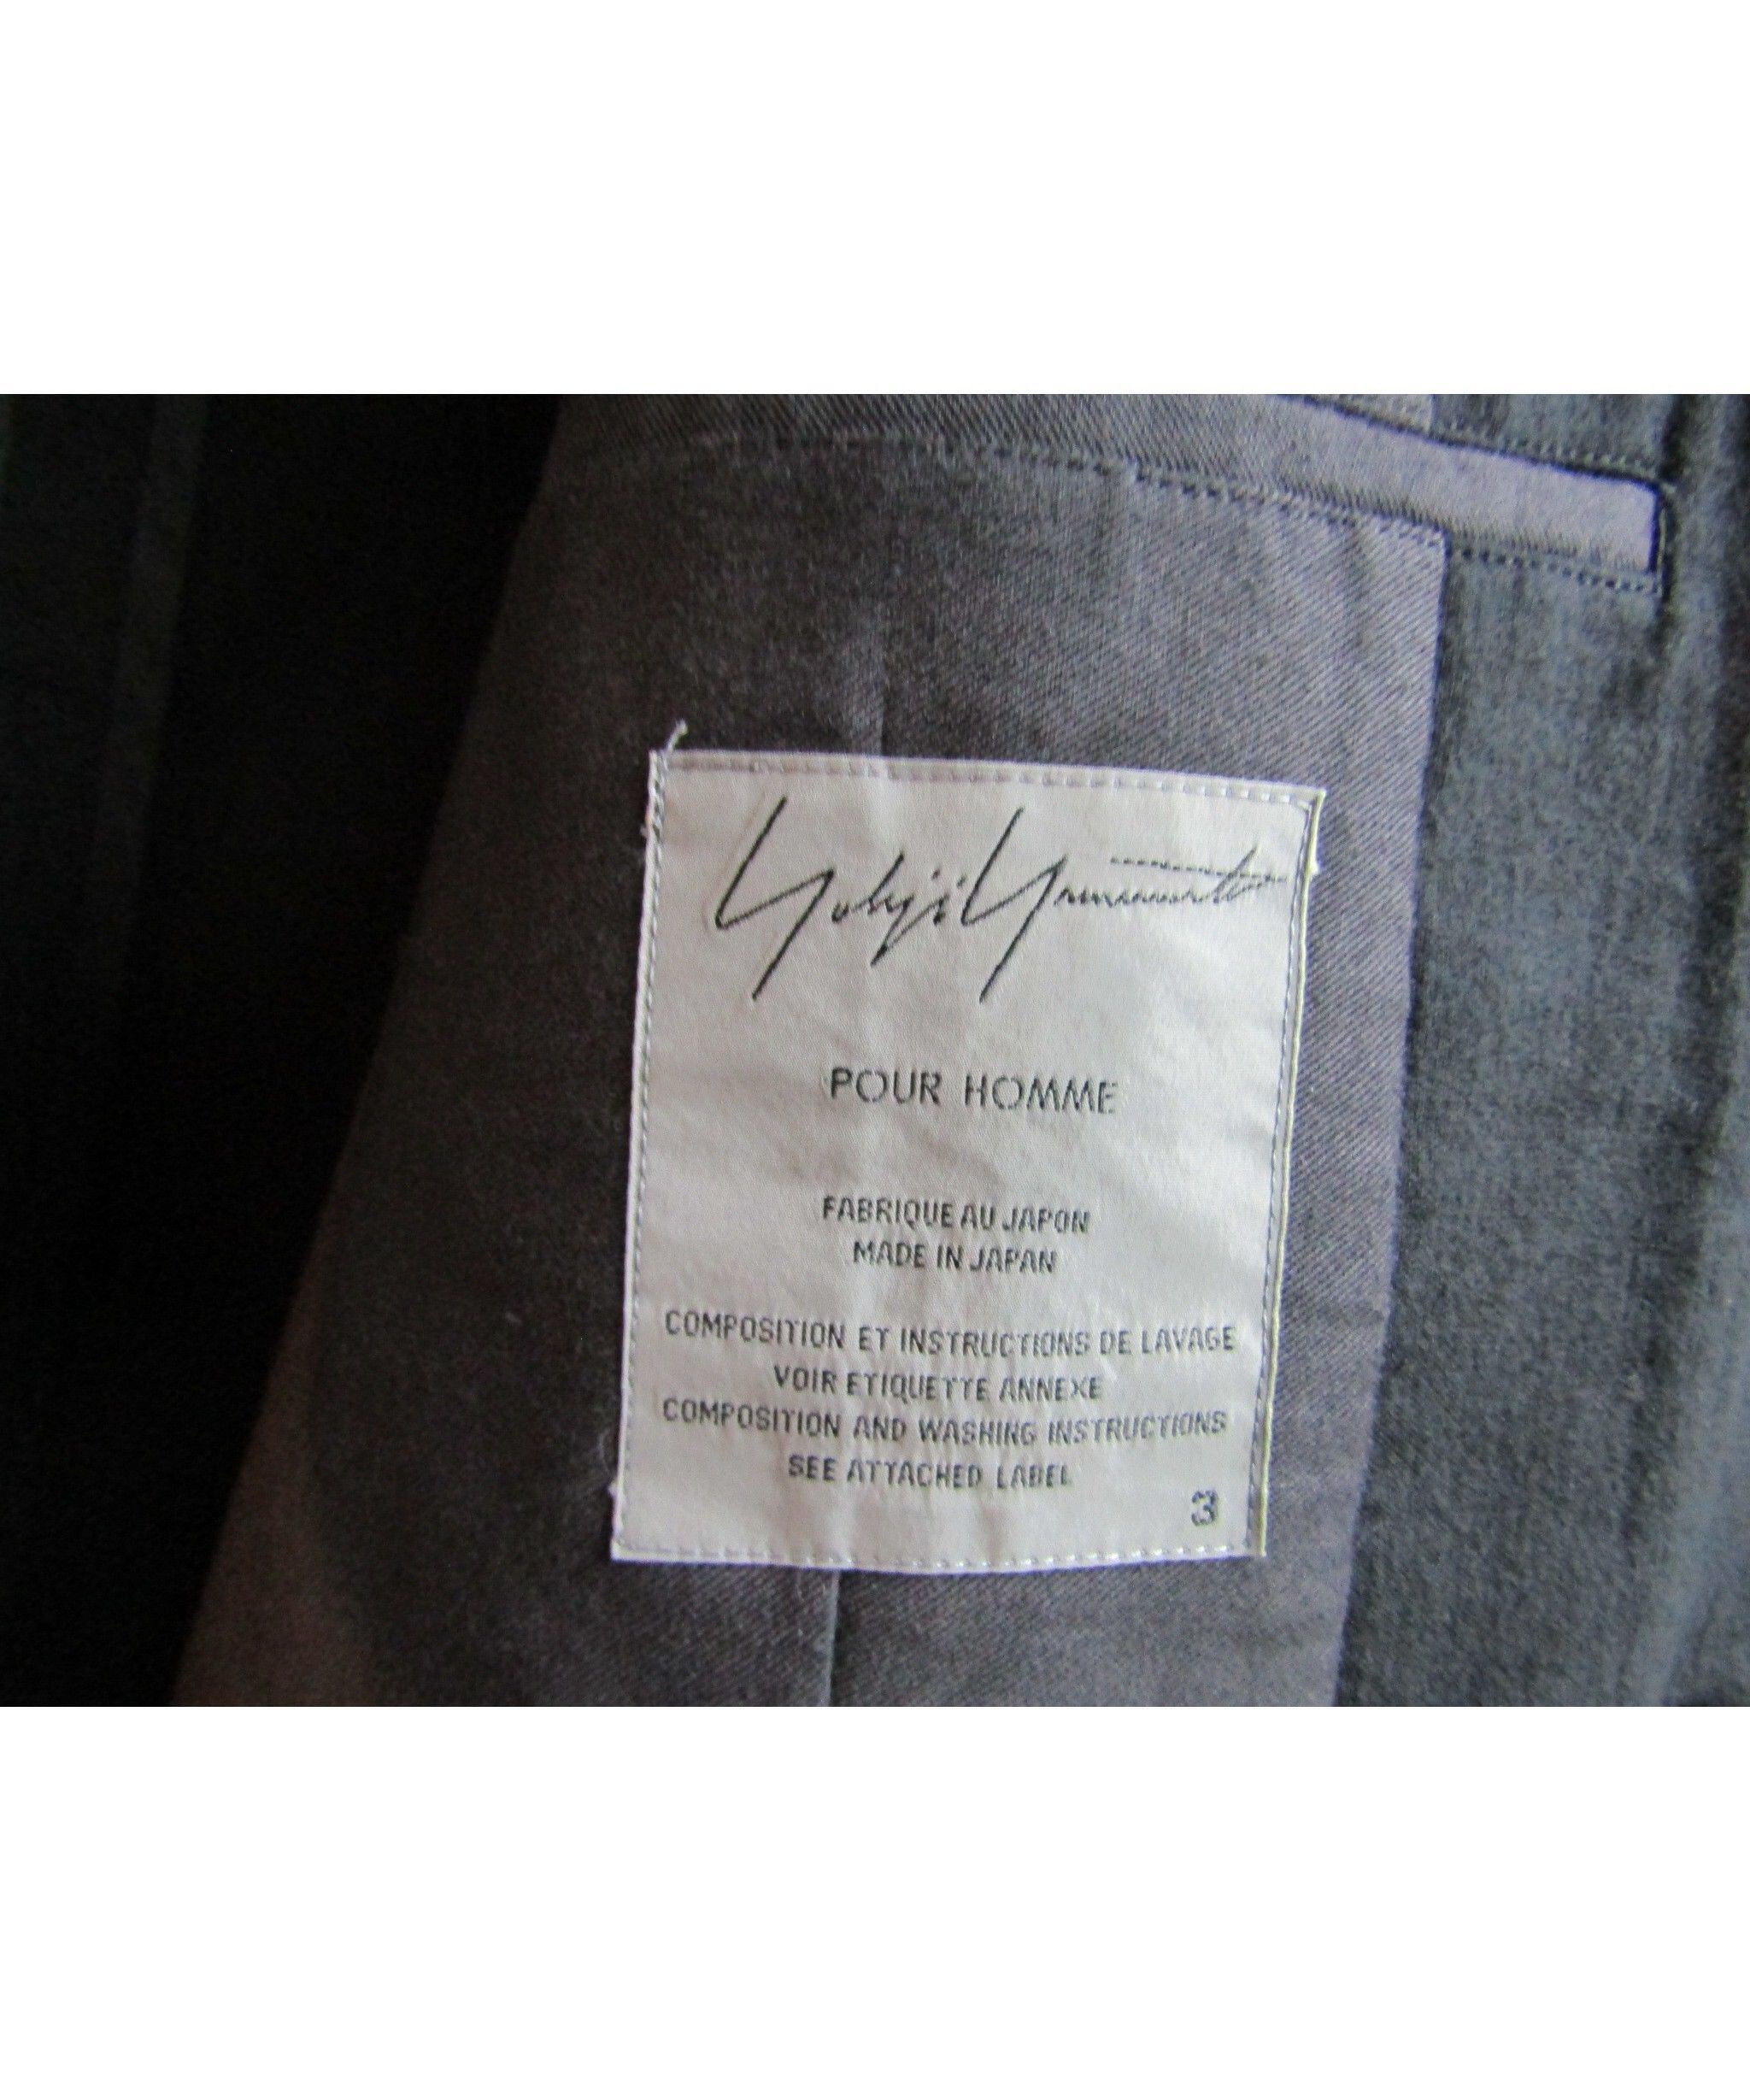 Yohji Yamamoto
POUR HOMME
FABRIQUE AU JAPON
MADE IN JAPAN
COMPOSITION ET INSTRUCTIONS DE LAVAGE
VOIR ETIQUETTE ANNEXE
COMPOSITION AND WASHING INSTRUCTIONS
SEE ATTACHED LABEL
3